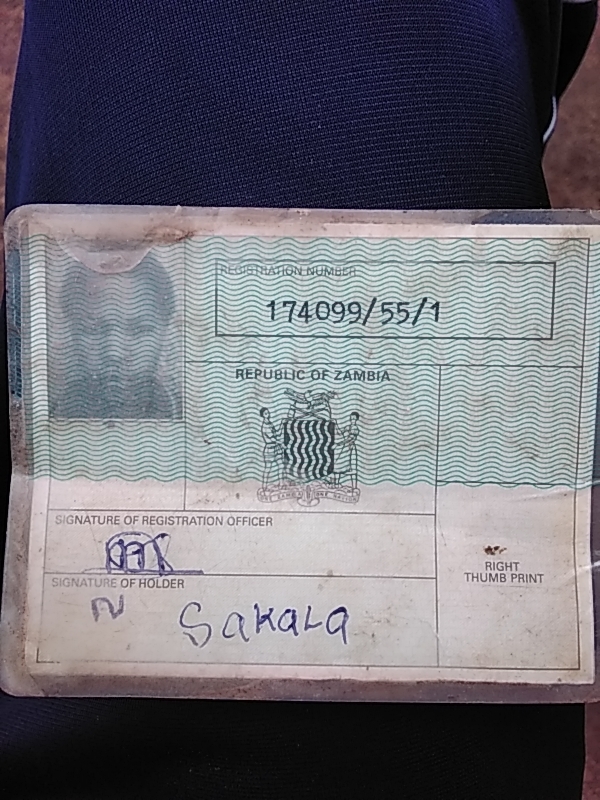 REGISTRATION NUMBER
174099/55/1
REPUBLIC OF ZAMBIA
SIGNATURE OF REGISTRATION OFFICER
SIGNATURE OF HOLDER
Sakala
RIGHT
THUMB PRINT